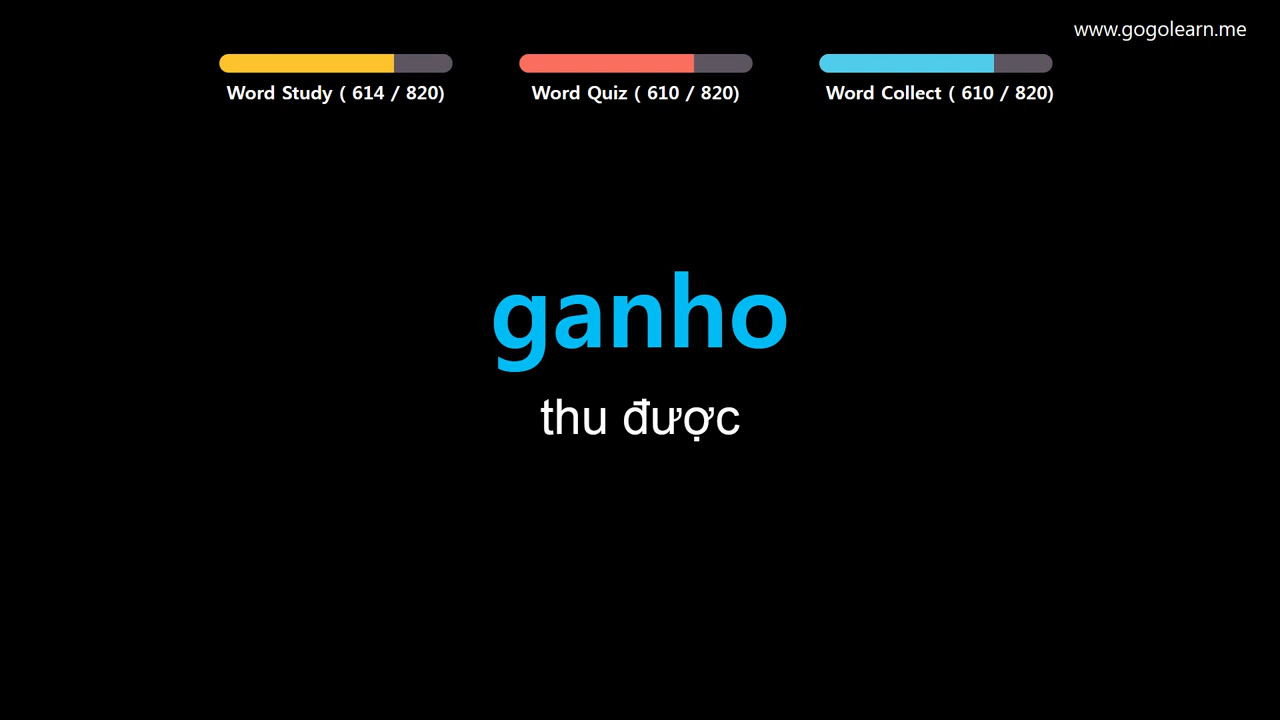 www.gogolearn.me
Word Study ( 614 / 820)
Word Quiz ( 610 / 820)
Word Collect ( 610 / 820)
ganho
thu được